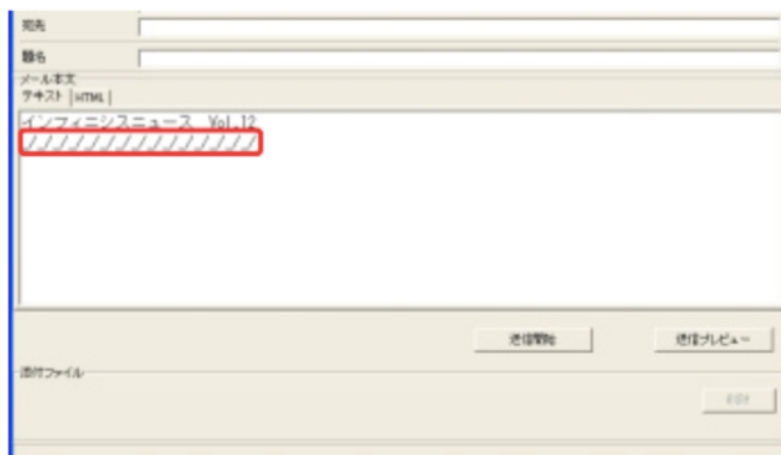 宛先
題名
メール本文
テキスト | HTML |
インフィニシスニュース Vol.12
_/_/_/_/_/_/_/_/_/_/_/_/_/_/_/
送信開始
送信プレビュー
添付ファイル
削除